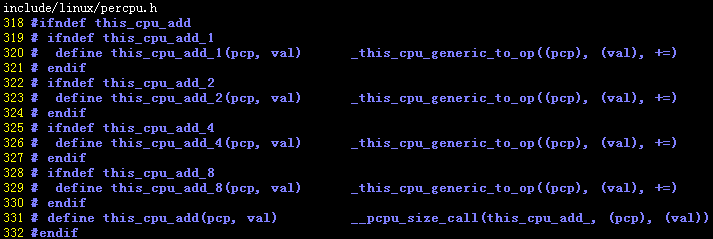 include/linux/percpu.h
318 #ifndef this_cpu_add
319 # ifndef this_cpu_add_1
320 #  define this_cpu_add_1(pcp, val)      _this_cpu_generic_to_op((pcp), (val), +=)
321 # endif
322 # ifndef this_cpu_add_2
323 #  define this_cpu_add_2(pcp, val)      _this_cpu_generic_to_op((pcp), (val), +=)
324 # endif
325 # ifndef this_cpu_add_4
326 #  define this_cpu_add_4(pcp, val)      _this_cpu_generic_to_op((pcp), (val), +=)
327 # endif
328 # ifndef this_cpu_add_8
329 #  define this_cpu_add_8(pcp, val)      _this_cpu_generic_to_op((pcp), (val), +=)
330 # endif
331 # define this_cpu_add(pcp, val)         __pcpu_size_call(this_cpu_add_, (pcp), (val))
332 #endif